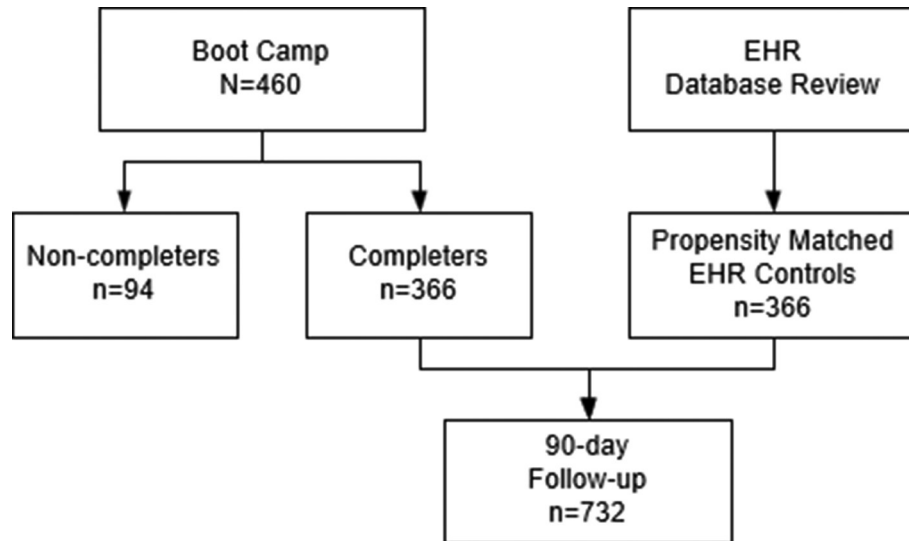 Boot Camp
N=460
EHR
Database Review
Non-completers
n=94
Completers
n=366
Propensity Matched
EHR Controls
n=366
90-day
Follow-up
n=732